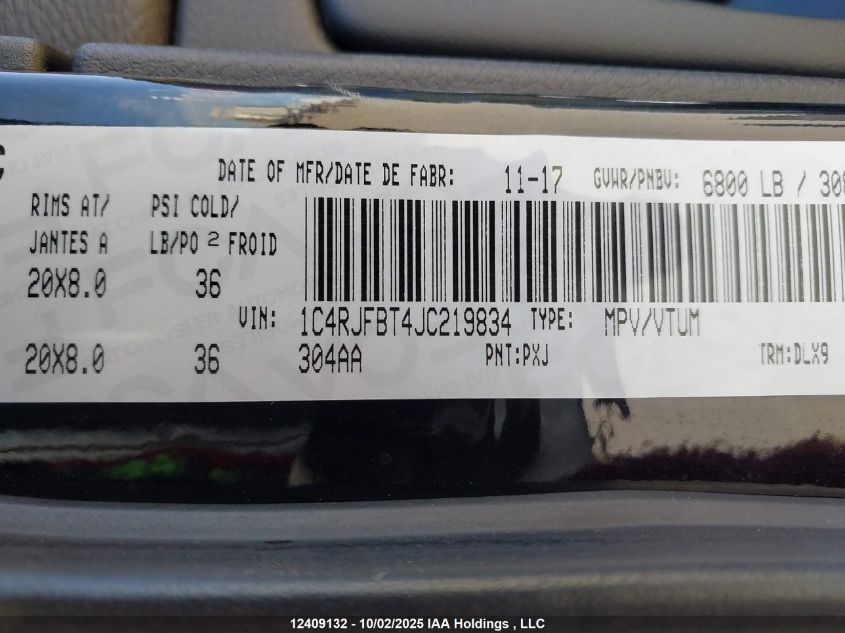 DATE OF MFR/DATE DE FABR: 11-17 GVWR/PNBV: 6800 LB /
RIMS AT/ PSI COLD/
JANTES A LB/PO 2 FROID
20X8.0 36
VIN: 1C4RJFBT4JC219834 TYPE: MPV/VTUM
20X8.0 36 304AA PNT:PXJ TRM:DLX9
12409132 - 10/02/2025 IAA Holdings , LLC